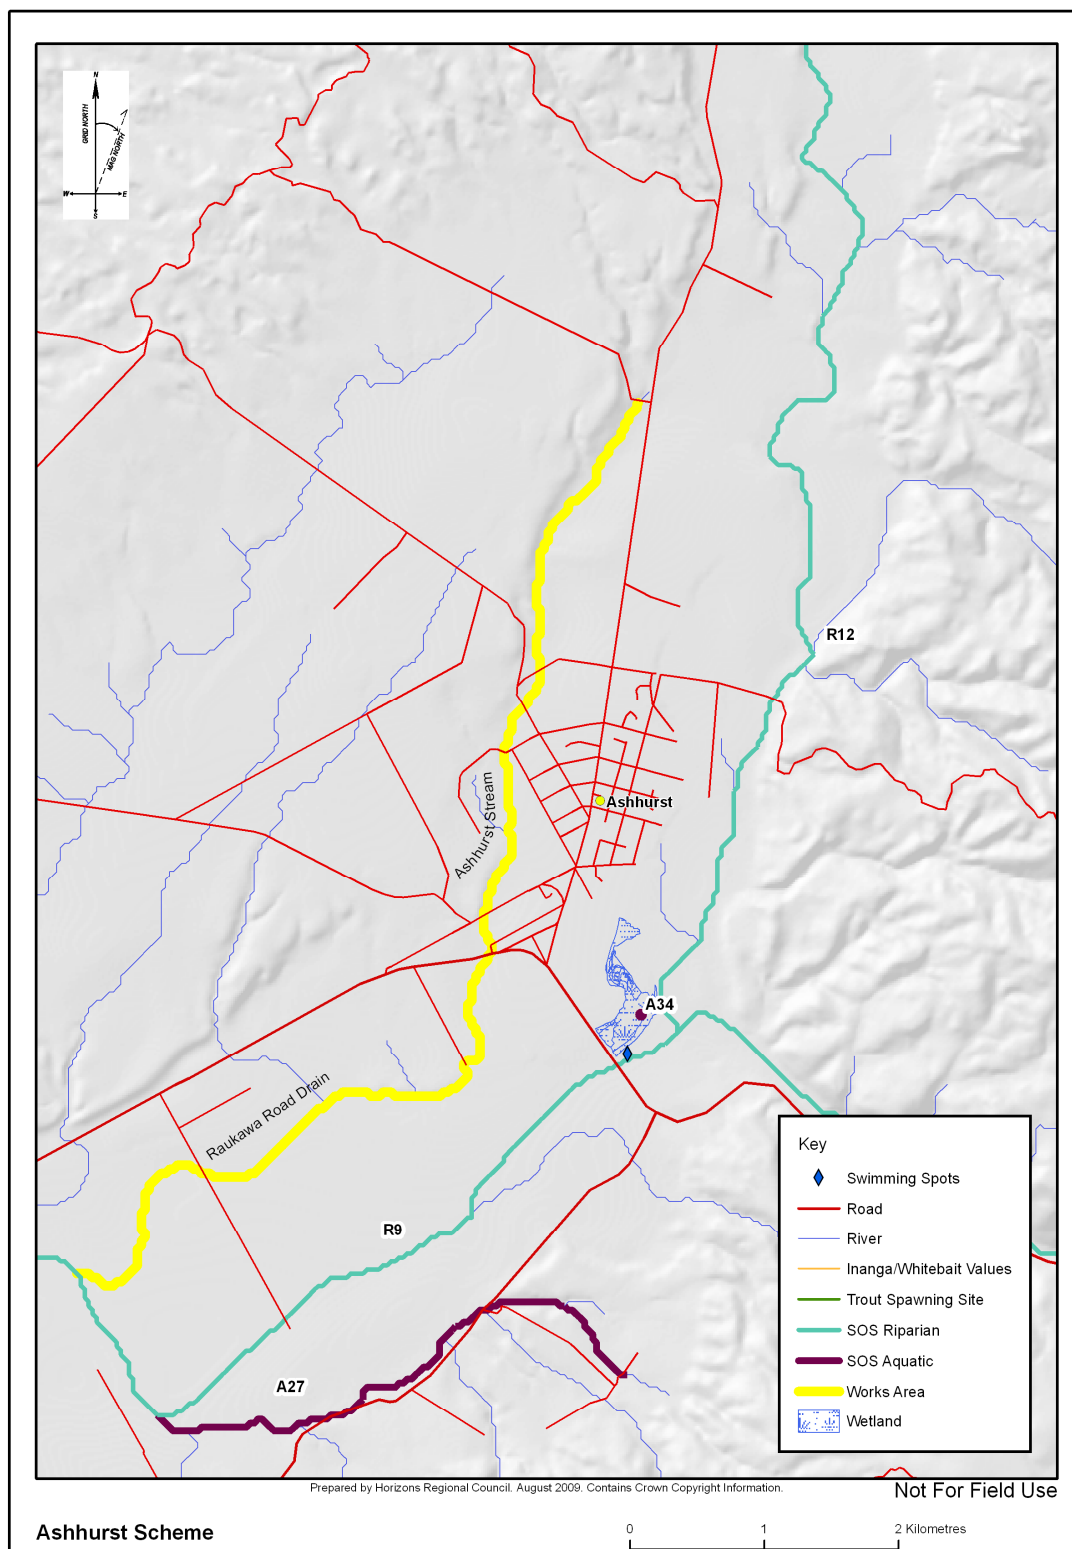 N
GRID NORTH
MAG NORTH
W
E
S
R12
Ashhurst
Ashhurst Stream
A34
Raukawa Road Drain
R9
A27
Key
Swimming Spots
Road
River
Inanga/Whitebait Values
Trout Spawning Site
SOS Riparian
SOS Aquatic
Works Area
Wetland
Prepared by Horizons Regional Council. August 2009. Contains Crown Copyright Information.
Not For Field Use
Ashhurst Scheme
0 1 2 Kilometres